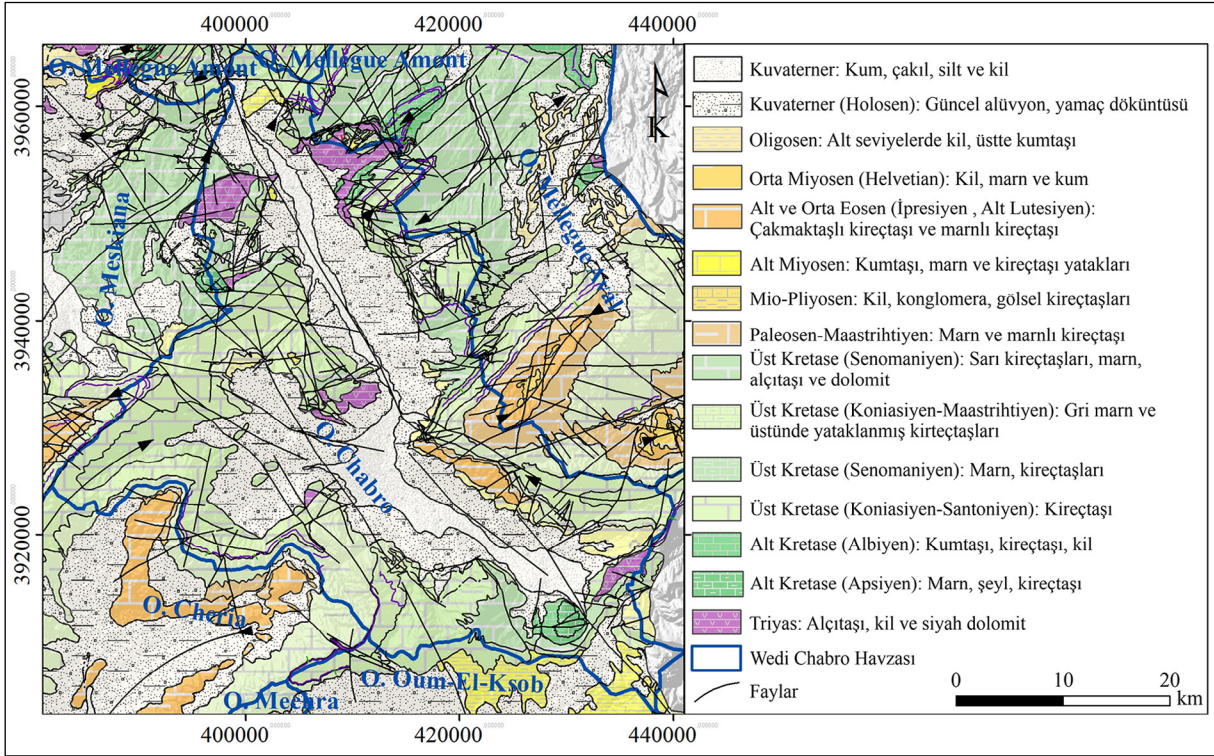 400000
420000
440000
O. Mellegue Amont
O. Mellegue Amont
3960000
3940000
3920000
O. Meskiana
O. Mellegue Aval
O. Chabro
O. Cheria
O. Mechra
O. Oum-El-Ksob
400000
420000
440000
K
Kuvaterner: Kum, çakıl, silt ve kil
Kuvaterner (Holosen): Güncel alüvyon, yamaç döküntüsü
Oligosen: Alt seviyelerde kil, üstte kumtaşı
Orta Miyosen (Helvetian): Kil, marn ve kum
Alt ve Orta Eosen (İpresiyen , Alt Lutesiyen):
Çakmaktaşlı kireçtaşı ve marnlı kireçtaşı
Alt Miyosen: Kumtaşı, marn ve kireçtaşı yatakları
Mio-Pliyosen: Kil, konglomera, gölsel kireçtaşları
Paleosen-Maastrihtiyen: Marn ve marnlı kireçtaşı
Üst Kretase (Senomaniyen): Sarı kireçtaşları, marn,
alçıtaşı ve dolomit
Üst Kretase (Koniasiyen-Maastrihtiyen): Gri marn ve
üstünde yataklanmış kirteçtaşları
Üst Kretase (Senomaniyen): Marn, kireçtaşları
Üst Kretase (Koniasiyen-Santoniyen): Kireçtaşı
Alt Kretase (Albiyen): Kumtaşı, kireçtaşı, kil
Alt Kretase (Apsiyen): Marn, şeyl, kireçtaşı
Triyas: Alçıtaşı, kil ve siyah dolomit
Wedi Chabro Havzası
Faylar
0 10 20
km